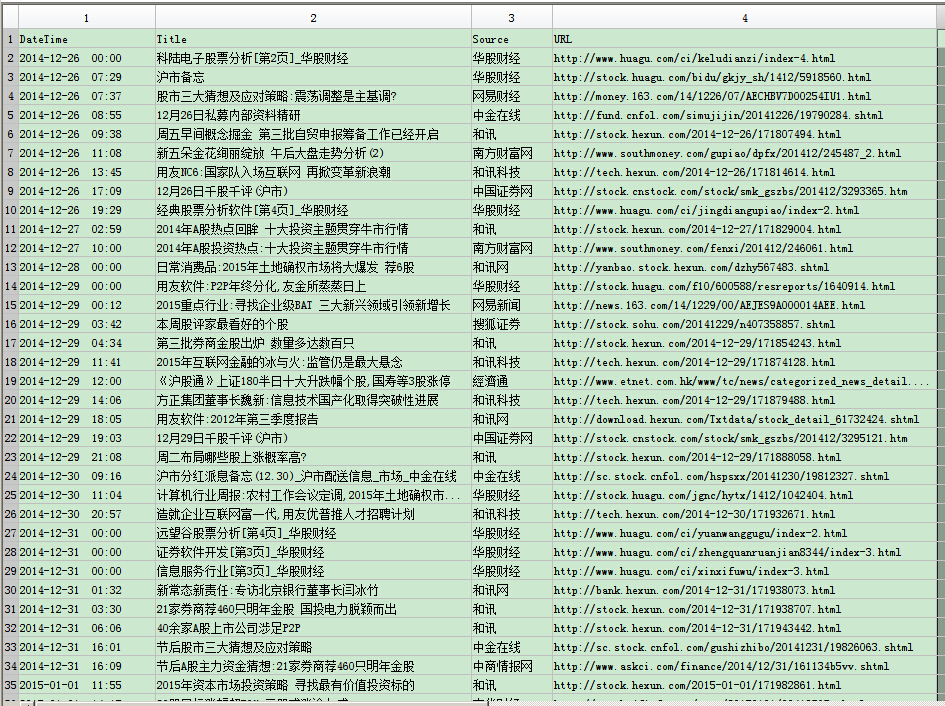 1 2 3 4
1 DateTime Title Source URL
2 2014-12-26 00:00 科陆电子股票分析[第2页]_华股财经 华股财经 http://www.huagu.com/ci/keludianzi/index-4.html
3 2014-12-26 07:29 沪市备忘 华股财经 http://stock.huagu.com/bidu/gkjy_sh/1412/5918560.html
4 2014-12-26 07:37 股市三大猜想及应对策略:震荡调整是主基调? 网易财经 http://money.163.com/14/1226/07/AECHBV7D00254IU1.html
5 2014-12-26 08:55 12月26日私募内部资料精研 中金在线 http://fund.cnfol.com/simujijin/20141226/19790284.shtml
6 2014-12-26 09:38 周五早间概念掘金 第三批自贸申报筹备工作已经开启 和讯 http://stock.hexun.com/2014-12-26/171807494.html
7 2014-12-26 11:08 新五朵金花绚丽绽放 午后大盘走势分析(2) 南方财富网 http://www.southmoney.com/gupiao/dpfx/201412/245487_2.html
8 2014-12-26 13:45 用友NC6:国家队入场互联网 再掀变革新浪潮 和讯科技 http://tech.hexun.com/2014-12-26/171814614.html
9 2014-12-26 17:09 12月26日千股千评(沪市) 中国证券网 http://stock.cnstock.com/stock/smk_gszbs/201412/3293365.htm
10 2014-12-26 19:29 经典股票分析软件[第4页]_华股财经 华股财经 http://www.huagu.com/ci/jingdiangupiao/index-2.html
11 2014-12-27 02:59 2014年A股热点回眸 十大投资主题贯穿牛市行情 和讯 http://stock.hexun.com/2014-12-27/171829004.html
12 2014-12-27 10:00 2014年A股投资热点:十大投资主题贯穿牛市行情 南方财富网 http://www.southmoney.com/fenxi/201412/246061.html
13 2014-12-28 00:00 日常消费品:2015年土地确权市场将大爆发 荐6股 和讯网 http://yanbao.stock.hexun.com/dzhy567483.shtml
14 2014-12-29 00:00 用友软件:P2P年终分化,友金所蒸蒸日上 华股财经 http://stock.huagu.com/f10/600588/resreports/1640914.html
15 2014-12-29 00:12 2015重点行业:寻找企业级BAT 三大新兴领域引领新增长 网易新闻 http://news.163.com/14/1229/00/AEJES9A000014AEE.html
16 2014-12-29 03:42 本周股评家最看好的个股 搜狐证券 http://stock.sohu.com/20141229/n407358857.shtml
17 2014-12-29 04:34 第三批券商金股出炉 数量多达数百只 和讯 http://stock.hexun.com/2014-12-29/171854243.html
18 2014-12-29 11:41 2015年互联网金融的冰与火:监管仍是最大悬念 和讯科技 http://tech.hexun.com/2014-12-29/171874128.html
19 2014-12-29 12:00 《沪股通》上证180半日十大升跌幅个股,国寿等3股涨停 經濟通 http://www.etnet.com.hk/www/tc/news/categorized_news_detail....
20 2014-12-29 14:06 方正集团董事长魏新:信息技术国产化取得突破性进展 和讯科技 http://tech.hexun.com/2014-12-29/171879488.html
21 2014-12-29 18:05 用友软件:2012年第三季度报告 和讯网 http://download.hexun.com/Txtdata/stock_detail_61732424.shtml
22 2014-12-29 19:03 12月29日千股千评(沪市) 中国证券网 http://stock.cnstock.com/stock/smk_gszbs/201412/3295121.htm
23 2014-12-29 21:08 周二布局哪些股上涨概率高? 和讯 http://stock.hexun.com/2014-12-29/171888058.html
24 2014-12-30 09:16 沪市分红派息备忘(12.30)_沪市配送信息_市场_中金在线 中金在线 http://sc.stock.cnfol.com/hspsxx/20141230/19812327.shtml
25 2014-12-30 11:04 计算机行业周报:农村工作会议定调,2015年土地确权市... 华股财经 http://stock.huagu.com/jgnc/hytx/1412/1042404.html
26 2014-12-30 20:57 造就企业互联网富一代,用友优普推人才招聘计划 和讯科技 http://tech.hexun.com/2014-12-30/171932671.html
27 2014-12-31 00:00 远望谷股票分析[第4页]_华股财经 华股财经 http://www.huagu.com/ci/yuanwanggugu/index-2.html
28 2014-12-31 00:00 证券软件开发[第3页]_华股财经 华股财经 http://www.huagu.com/ci/zhengquanruanjian8344/index-3.html
29 2014-12-31 00:00 信息服务行业[第3页]_华股财经 华股财经 http://www.huagu.com/ci/xinxifuwu/index-3.html
30 2014-12-31 01:32 新常态新责任:专访北京银行董事长闫冰竹 和讯网 http://bank.hexun.com/2014-12-31/171938073.html
31 2014-12-31 03:30 21家券商荐460只明年金股 国投电力脱颖而出 和讯 http://stock.hexun.com/2014-12-31/171938707.html
32 2014-12-31 06:06 40余家A股上市公司涉足P2P 和讯 http://stock.hexun.com/2014-12-31/171943442.html
33 2014-12-31 16:01 节后股市三大猜想及应对策略 中金在线 http://sc.stock.cnfol.com/gushizhibo/20141231/19826063.shtml
34 2014-12-31 16:09 节后A股主力资金猜想:21家券商荐460只明年金股 中商情报网 http://www.askci.com/finance/2014/12/31/161134b5vv.shtml
35 2015-01-01 11:55 2015年资本市场投资策略 寻找最有价值投资标的 和讯 http://stock.hexun.com/2015-01-01/171982861.html